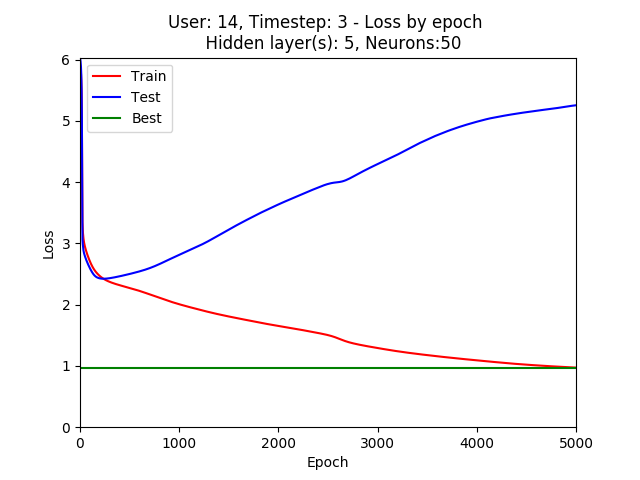 User: 14, Timestep: 3 - Loss by epoch
Hidden layer(s): 5, Neurons:50
Train
Test
Best
6
5
4
3
2
1
0
Loss
0 1000 2000 3000 4000 5000
Epoch